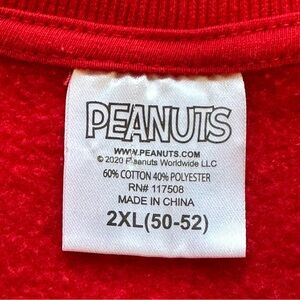 PEANUTS
WWW.PEANUTS.COM
© 2020 Peanuts Worldwide LLC
60% COTTON 40% POLYESTER
RN# 117508
MADE IN CHINA
2XL(50-52)